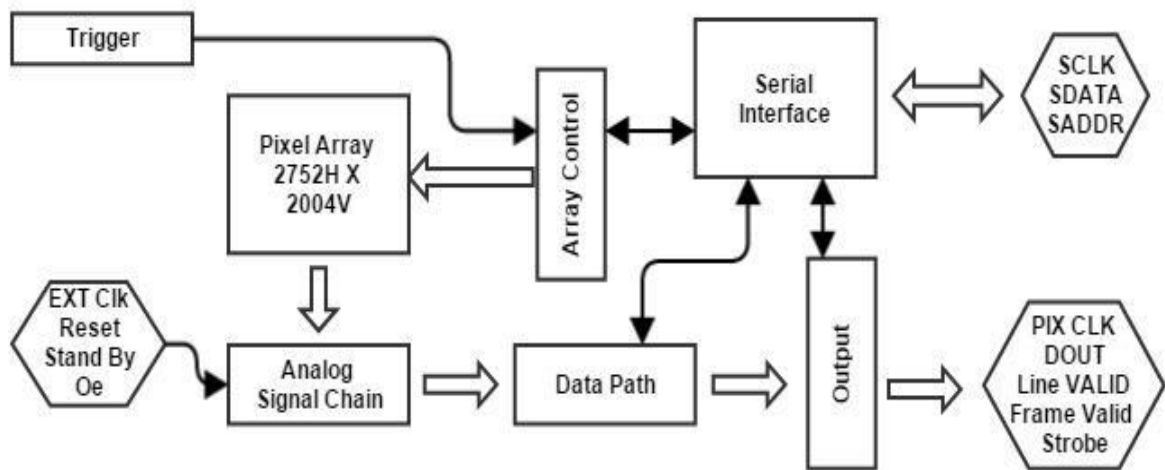 Trigger
Serial
Interface
SCLK
SDATA
SADDR
Array Control
Pixel Array
2752H X
2004V
EXT Clk
Reset
Stand By
Oe
Analog
Signal Chain
Data Path
Output
PIX CLK
DOUT
Line VALID
Frame Valid
Strobe